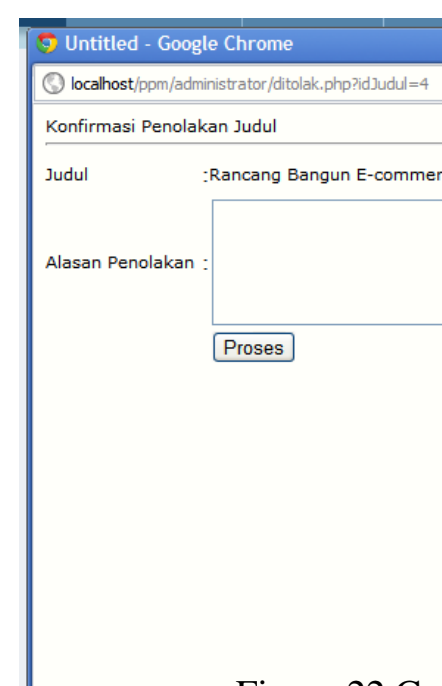 Untitled - Google Chrome
localhost/ppm/administrator/ditolak.php?idJudul=4
Konfirmasi Penolakan Judul
Judul :Rancang Bangun E-commer
Alasan Penolakan :
Proses